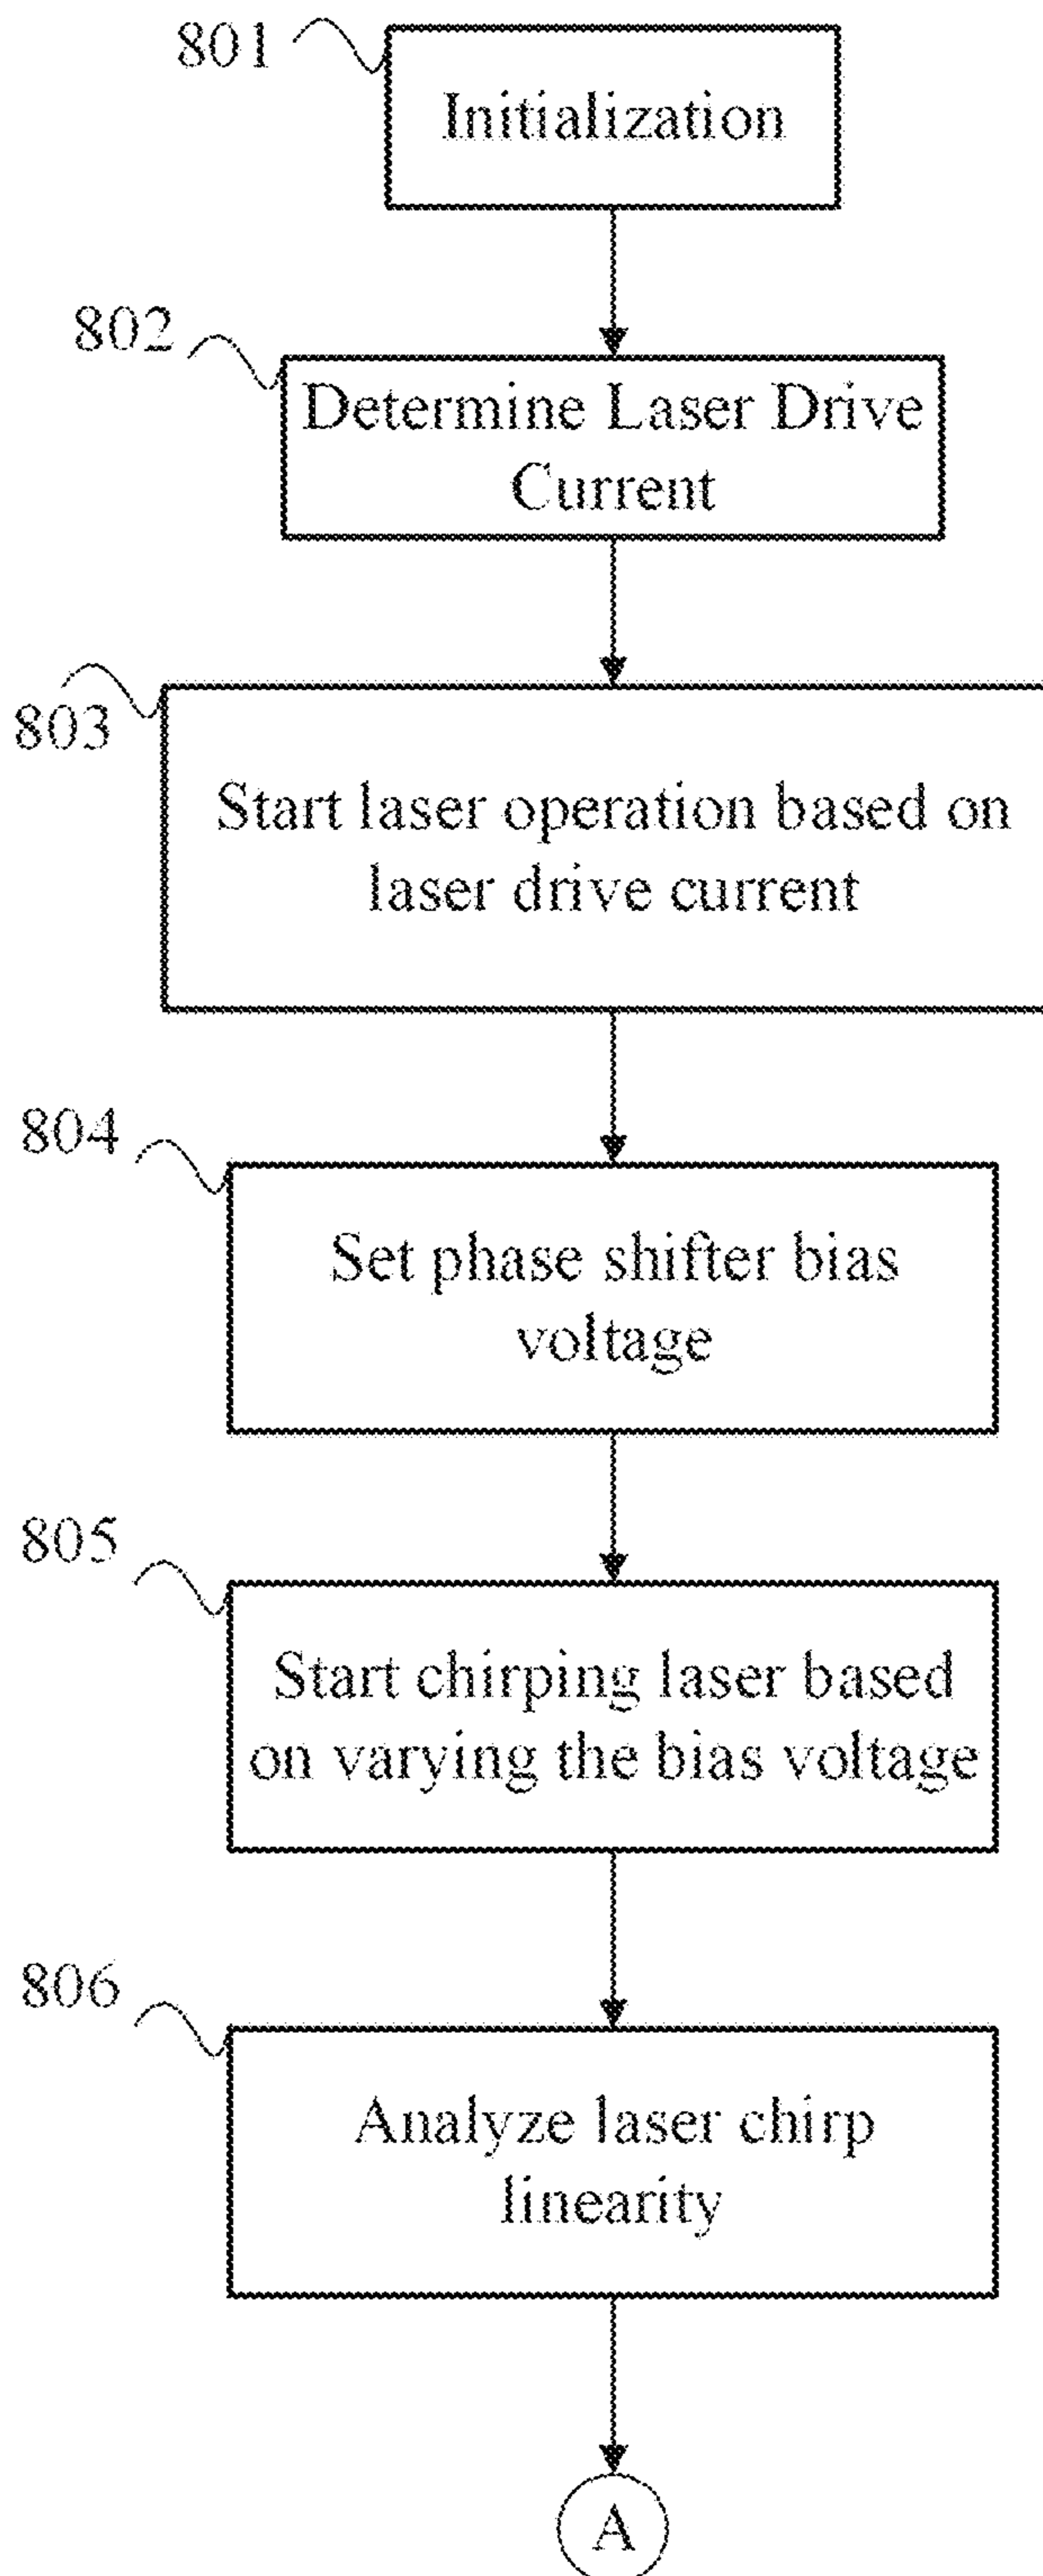 801
Initialization
802
Determine Laser Drive
Current
803
Start laser operation based on
laser drive current
804
Set phase shifter bias
voltage
805
Start chirping laser based
on varying the bias voltage
806
Analyze laser chirp
linearity
A